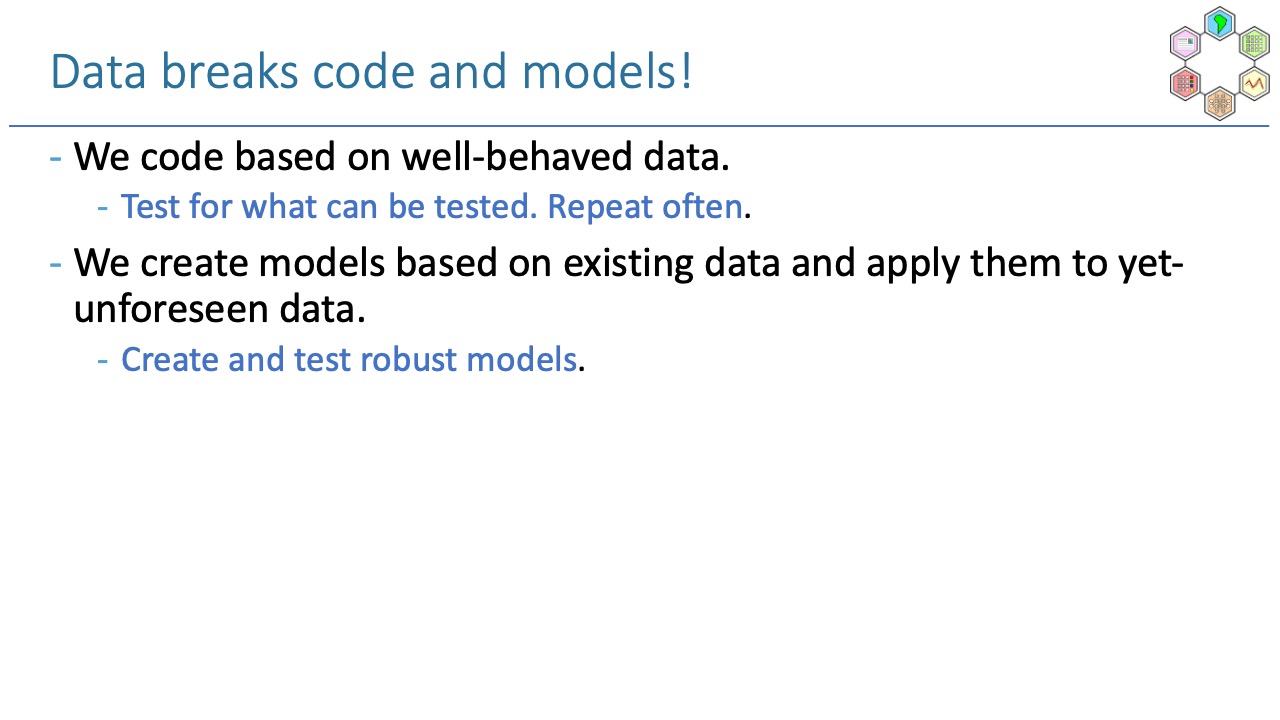 Data breaks code and models!
- We code based on well-behaved data.
- Test for what can be tested. Repeat often.
- We create models based on existing data and apply them to yet-
unforeseen data.
- Create and test robust models.